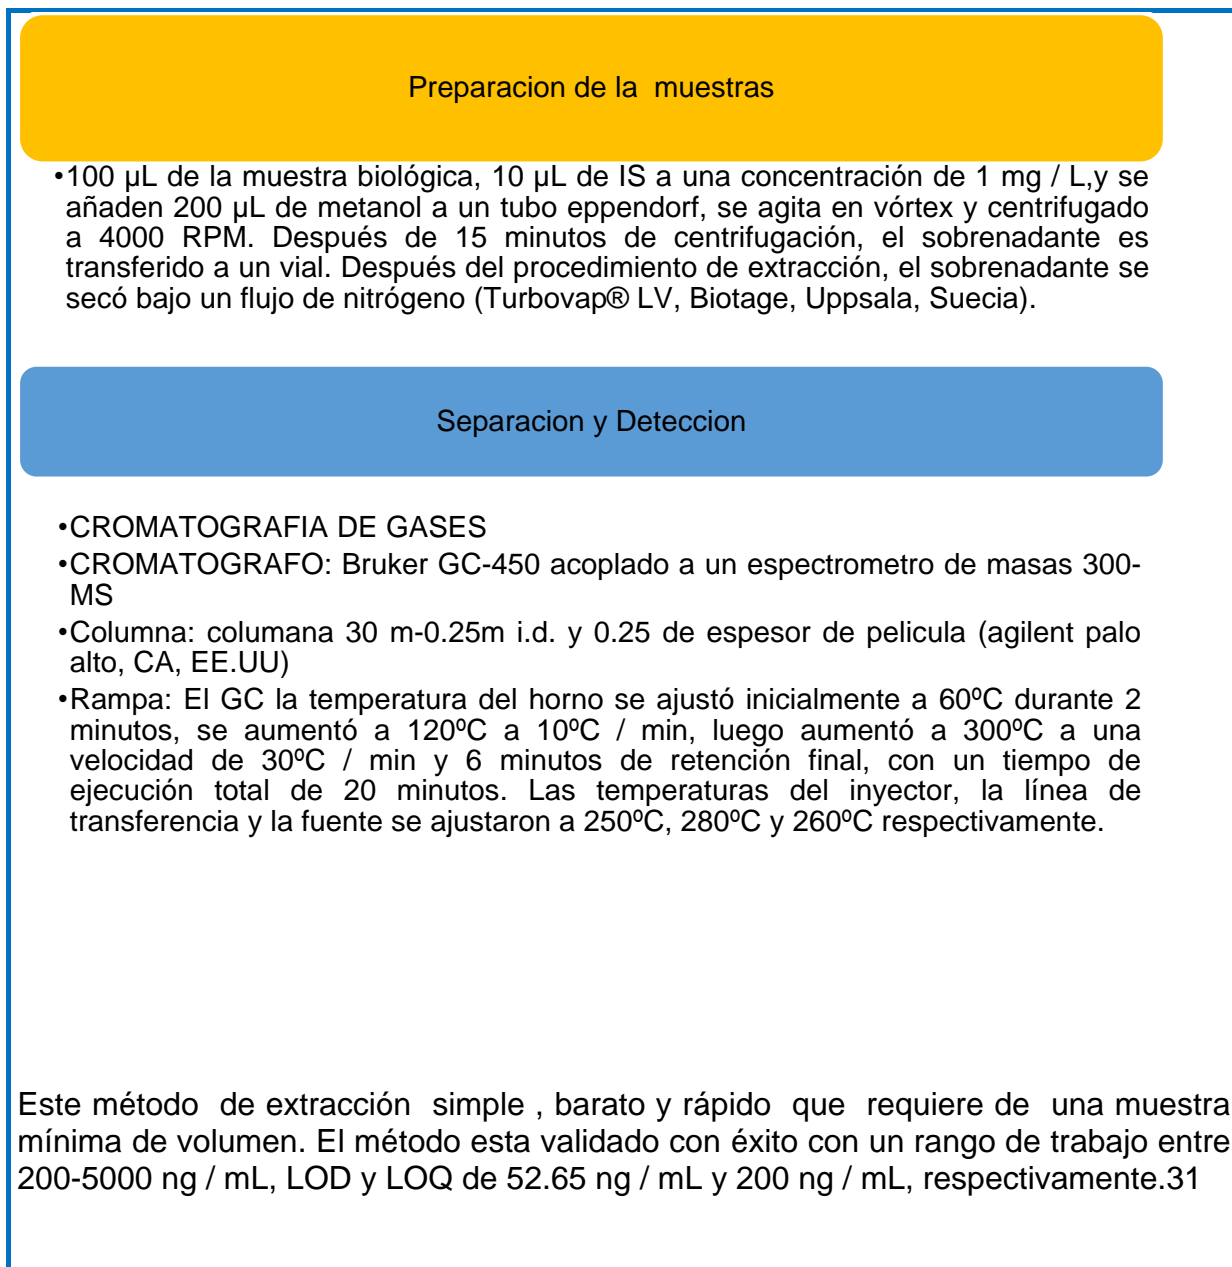 Preparacion de la  muestras
•100 µL de la muestra biológica, 10 µL de IS a una concentración de 1 mg / L,y se
añaden 200 µL de metanol a un tubo eppendorf, se agita en vórtex y centrifugado
a 4000 RPM. Después de 15 minutos de centrifugación, el sobrenadante es
transferido a un vial. Después del procedimiento de extracción, el sobrenadante se
secó bajo un flujo de nitrógeno (Turbovap® LV, Biotage, Uppsala, Suecia).
Separacion y Deteccion
•CROMATOGRAFIA DE GASES
•CROMATOGRAFO: Bruker GC-450 acoplado a un espectrometro de masas 300-
MS
•Columna: columana 30 m-0.25m i.d. y 0.25 de espesor de pelicula (agilent palo
alto, CA, EE.UU)
•Rampa: El GC la temperatura del horno se ajustó inicialmente a 60ºC durante 2
minutos, se aumentó a 120ºC a 10ºC / min, luego aumentó a 300ºC a una
velocidad de 30ºC / min y 6 minutos de retención final, con un tiempo de
ejecución total de 20 minutos. Las temperaturas del inyector, la línea de
transferencia y la fuente se ajustaron a 250ºC, 280ºC y 260ºC respectivamente.
Este método  de extracción  simple , barato y rápido  que  requiere de  una muestra
mínima de volumen. El método esta validado con éxito con un rango de trabajo entre
200-5000 ng / mL, LOD y LOQ de 52.65 ng / mL y 200 ng / mL, respectivamente.31